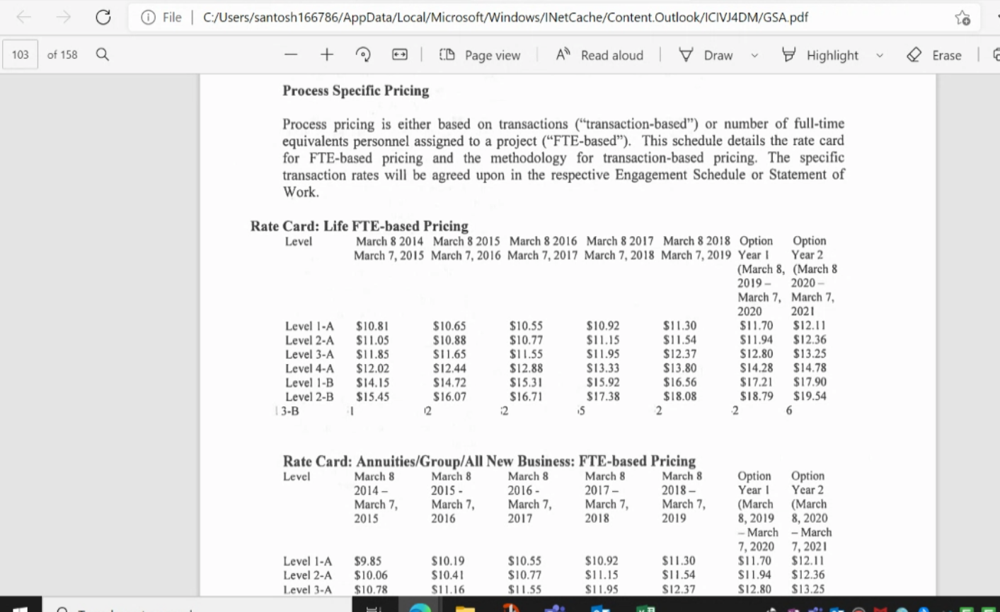 File C:/Users/santosh166786/AppData/Local/Microsoft/Windows/INetCache/Content.Outlook/ICIVJ4DM/GSA.pdf
103 of 158 Page view Read aloud Draw Highlight Erase
Process Specific Pricing
Process pricing is either based on transactions (“transaction-based”) or number of full-time
equivalents personnel assigned to a project (“FTE-based”). This schedule details the rate card
for FTE-based pricing and the methodology for transaction-based pricing. The specific
transaction rates will be agreed upon in the respective Engagement Schedule or Statement of
Work.
Rate Card: Life FTE-based Pricing
Level March 8 2014 March 8 2015 March 8 2016 March 8 2017 March 8 2018 Option Option
March 7, 2015 March 7, 2016 March 7, 2017 March 7, 2018 March 7, 2019 Year 1 Year 2
(March 8, (March 8
2019 – 2020 –
March 7, March 7,
2020 2021
Level 1-A $10.81 $10.65 $10.55 $10.92 $11.30 $11.70 $12.11
Level 2-A $11.05 $10.88 $10.77 $11.15 $11.54 $11.94 $12.36
Level 3-A $11.85 $11.65 $11.55 $11.95 $12.37 $12.80 $13.25
Level 4-A $12.02 $12.44 $12.88 $13.33 $13.80 $14.28 $14.78
Level 1-B $14.15 $14.72 $15.31 $15.92 $16.56 $17.21 $17.90
Level 2-B $15.45 $16.07 $16.71 $17.38 $18.08 $18.79 $19.54
3-B 1 2 2 5 2 2 6
Rate Card: Annuities/Group/All New Business: FTE-based Pricing
Level March 8 March 8 March 8 March 8 March 8 Option Option
2014 – 2015 - 2016 - 2017 – 2018 – Year 1 Year 2
March 7, March 7, March 7, March 7, March 7, (March (March
2015 2016 2017 2018 2019 8, 2019 8, 2020
– March – March
7, 2020 7, 2021
Level 1-A $9.85 $10.19 $10.55 $10.92 $11.30 $11.70 $12.11
Level 2-A $10.06 $10.41 $10.77 $11.15 $11.54 $11.94 $12.36
Level 3-A $10.78 $11.16 $11.55 $11.95 $12.37 $12.80 $13.25